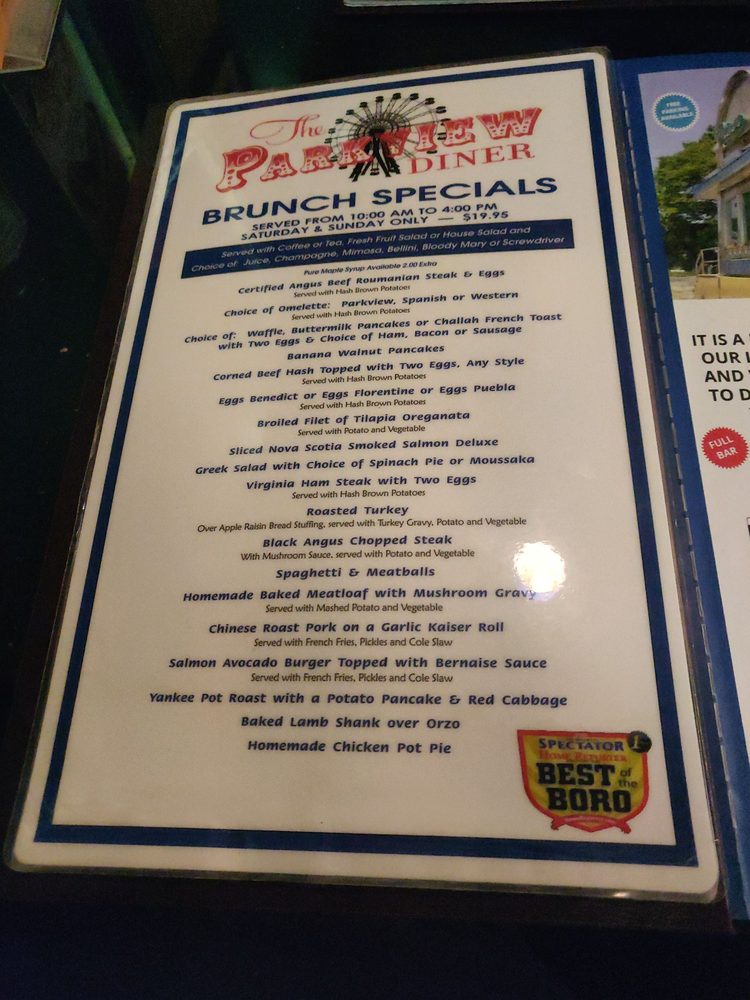 The
PARKVIEW
DINER
BRUNCH SPECIALS
SERVED FROM 10:00 AM TO 4:00 PM
SATURDAY & SUNDAY ONLY — $19.95
Served with Coffee or Tea, Fresh Fruit Salad or House Salad and
Choice of: Juice, Champagne, Mimosa, Bellini, Bloody Mary or Screwdriver
Pure Maple Syrup Available 2.00 Extra
Certified Angus Beef Roumanian Steak & Eggs
Served with Hash Brown Potatoes
Choice of Omelette: Parkview, Spanish or Western
Served with Hash Brown Potatoes
Choice of: Waffle, Buttermilk Pancakes or Challah French Toast
with Two Eggs & Choice of Ham, Bacon or Sausage
Banana Walnut Pancakes
Corned Beef Hash Topped with Two Eggs, Any Style
Served with Hash Brown Potatoes
Eggs Benedict or Eggs Florentine or Eggs Puebla
Served with Hash Brown Potatoes
Broiled Filet of Tilapia Oreganata
Served with Potato and Vegetable
Sliced Nova Scotia Smoked Salmon Deluxe
Greek Salad with Choice of Spinach Pie or Moussaka
Virginia Ham Steak with Two Eggs
Served with Hash Brown Potatoes
Roasted Turkey
Over Apple Raisin Bread Stuffing, served with Turkey Gravy, Potato and Vegetable
Black Angus Chopped Steak
With Mushroom Sauce, served with Potato and Vegetable
Spaghetti & Meatballs
Homemade Baked Meatloaf with Mushroom Gravy
Served with Mashed Potato and Vegetable
Chinese Roast Pork on a Garlic Kaiser Roll
Served with French Fries, Pickles and Cole Slaw
Salmon Avocado Burger Topped with Bernaise Sauce
Served with French Fries, Pickles and Cole Slaw
Yankee Pot Roast with a Potato Pancake & Red Cabbage
Baked Lamb Shank over Orzo
Homemade Chicken Pot Pie
SPECTATOR
HOME REPORTER
BEST of the
BORO
FREE
PARKING
AVAILABLE
IT IS A
OUR
AND
TO D
FULL
BAR